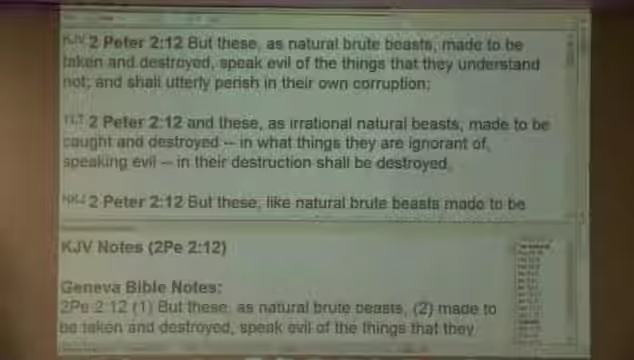 KJV 2 Peter 2:12 But these, as natural brute beasts, made to be
taken and destroyed, speak evil of the things that they understand
not; and shall utterly perish in their own corruption;
YLT 2 Peter 2:12 and these, as irrational natural beasts, made to be
caught and destroyed -- in what things they are ignorant of,
speaking evil -- in their destruction shall be destroyed,
NKJ 2 Peter 2:12 But these, like natural brute beasts made to be
KJV Notes (2Pe 2:12)
Geneva Bible Notes:
2Pe 2:12 (1) But these, as natural brute beasts, (2) made to
be taken and destroyed, speak evil of the things that they